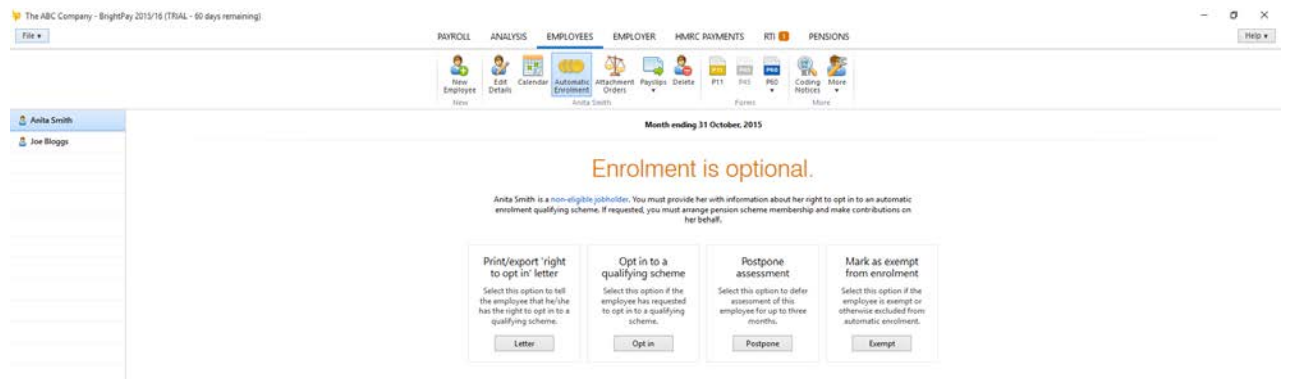 The ABC Company - BrightPay 2015/16 (TRIAL - 60 days remaining)
File
Help
PAYROLL ANALYSIS EMPLOYEES EMPLOYER HMRC PAYMENTS RTI 1 PENSIONS
New Employee
Edit Details
Calendar
Automatic Enrolment
Attachment Orders
Payslips
Delete
P11
P45
P60
Coding Notices
More
New
Anita Smith
Forms
More
Anita Smith
Joe Bloggs
Month ending 31 October, 2015
Enrolment is optional.
Anita Smith is a non-eligible jobholder. You must provide her with information about her right to opt in to an automatic
enrolment qualifying scheme. If requested, you must arrange pension scheme membership and make contributions on
her behalf.
Print/export 'right
to opt in' letter
Select this option to tell
the employee that he/she
has the right to opt in to a
qualifying scheme.
Letter
Opt in to a
qualifying scheme
Select this option if the
employee has requested
to opt in to a qualifying
scheme.
Opt in
Postpone
assessment
Select this option to defer
assessment of this
employee for up to three
months.
Postpone
Mark as exempt
from enrolment
Select this option if the
employee is exempt or
otherwise excluded from
automatic enrolment.
Exempt